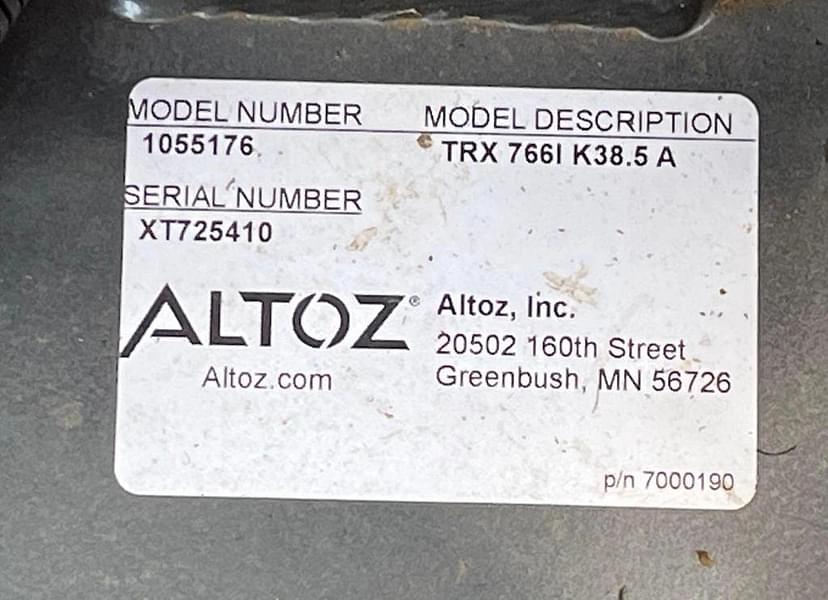 MODEL NUMBER MODEL DESCRIPTION
1055176 TRX 766I K38.5 A
SERIAL NUMBER
XT725410
ALTOZ® Altoz, Inc.
20502 160th Street
Altoz.com Greenbush, MN 56726
p/n 7000190